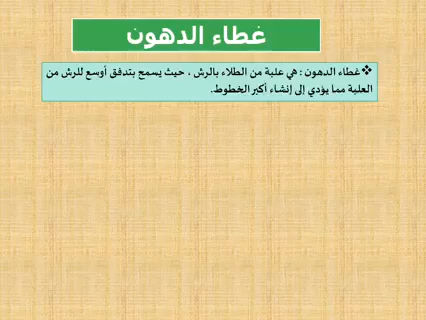 غطاء الدهون
❖غطاء الدهون : هي علبة من الطلاء بالرش ، حيث يسمح بتدفق أوسع للرش من
العلبة مما يؤدي إلى إنشاء أكبر الخطوط.